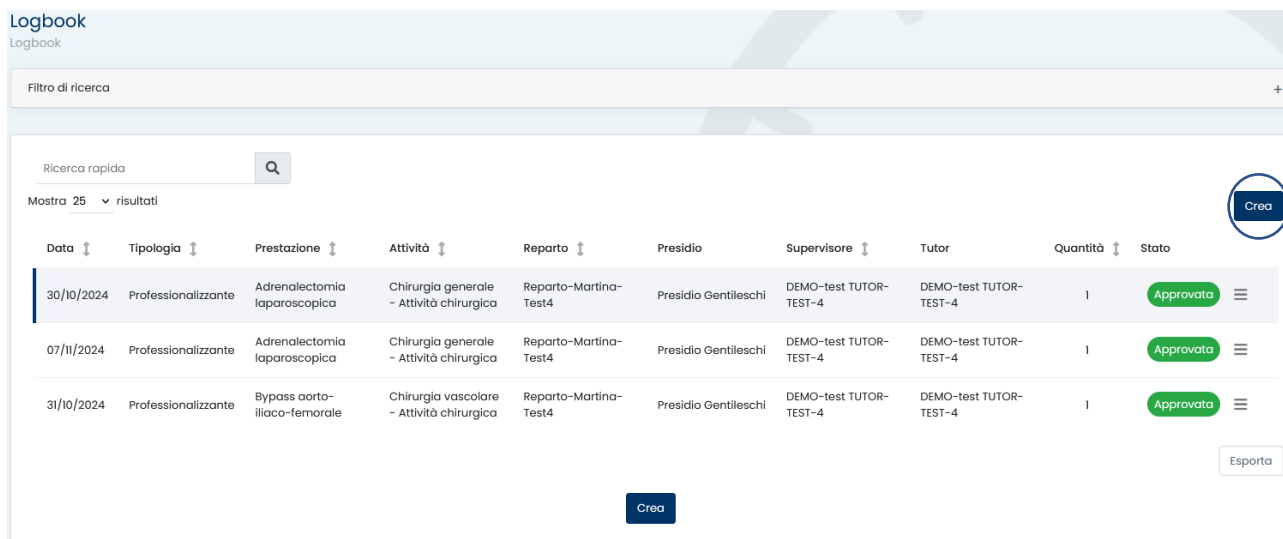 Logbook
Logbook
Filtro di ricerca +
Ricerca rapida
Mostra 25 risultati
Crea
Data Tipologia Prestazione Attività Reparto Presidio Supervisore Tutor Quantità Stato
30/10/2024 Professionalizzante Adrenalectomia laparoscopica Chirurgia generale - Attività chirurgica Reparto-Martina-Test4 Presidio Gentileschi DEMO-test TUTOR-TEST-4 DEMO-test TUTOR-TEST-4 1 Approvata
07/11/2024 Professionalizzante Adrenalectomia laparoscopica Chirurgia generale - Attività chirurgica Reparto-Martina-Test4 Presidio Gentileschi DEMO-test TUTOR-TEST-4 DEMO-test TUTOR-TEST-4 1 Approvata
31/10/2024 Professionalizzante Bypass aorto-iliaco-femorale Chirurgia vascolare - Attività chirurgica Reparto-Martina-Test4 Presidio Gentileschi DEMO-test TUTOR-TEST-4 DEMO-test TUTOR-TEST-4 1 Approvata
Esporta
Crea